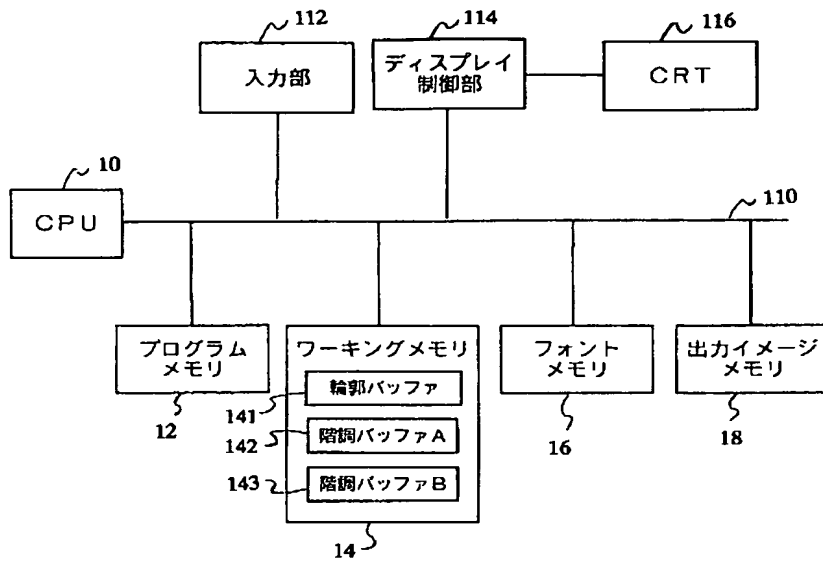 112
114
116
入力部
ディスプレイ
制御部
CRT
10
CPU
110
プログラム
メモリ
12
ワーキングメモリ
輪郭バッファ
141
階調バッファA
142
階調バッファB
143
14
フォント
メモリ
16
出力イメージ
メモリ
18